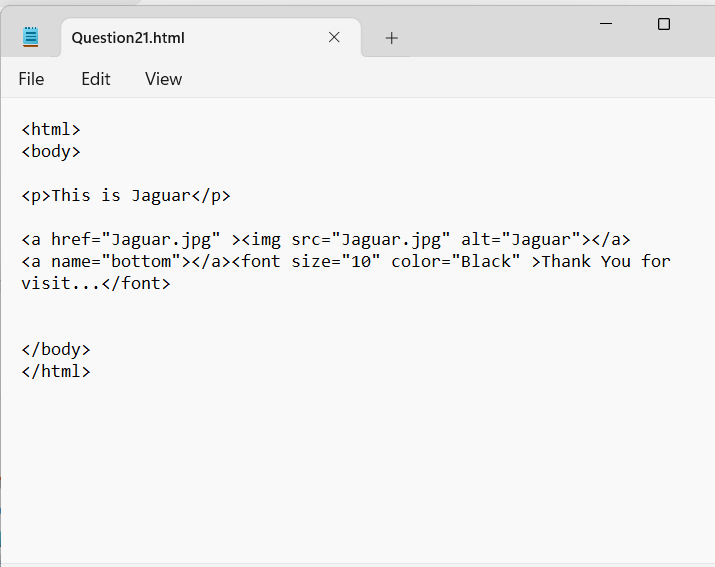 Question21.html
File Edit View
<html>
<body>
<p>This is Jaguar</p>
<a href="Jaguar.jpg" ><img src="Jaguar.jpg" alt="Jaguar"></a>
<a name="bottom"></a><font size="10" color="Black" >Thank You for
visit...</font>
</body>
</html>